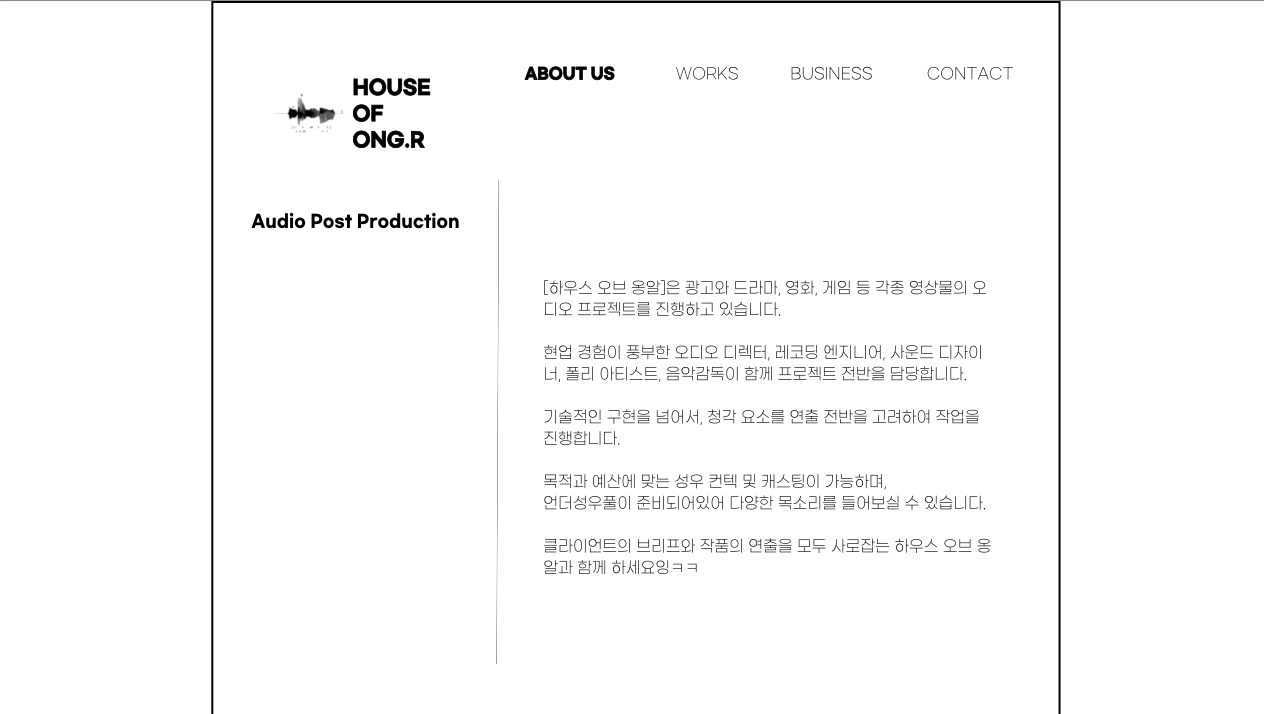 ABOUT US
WORKS
BUSINESS
CONTACT
HOUSE
OF
ONG.R
Audio Post Production
[하우스 오브 옹알]은 광고와 드라마, 영화, 게임 등 각종 영상물의 오
디오 프로젝트를 진행하고 있습니다.
현업 경험이 풍부한 오디오 디렉터, 레코딩 엔지니어, 사운드 디자이
너, 폴리 아티스트, 음악감독이 함께 프로젝트 전반을 담당합니다.
기술적인 구현을 넘어서, 청각 요소를 연출 전반을 고려하여 작업을
진행합니다.
목적과 예산에 맞는 성우 컨텍 및 캐스팅이 가능하며,
언더성우풀이 준비되어있어 다양한 목소리를 들어보실 수 있습니다.
클라이언트의 브리프와 작품의 연출을 모두 사로잡는 하우스 오브 옹
알과 함께 하세요잉ㅋㅋ